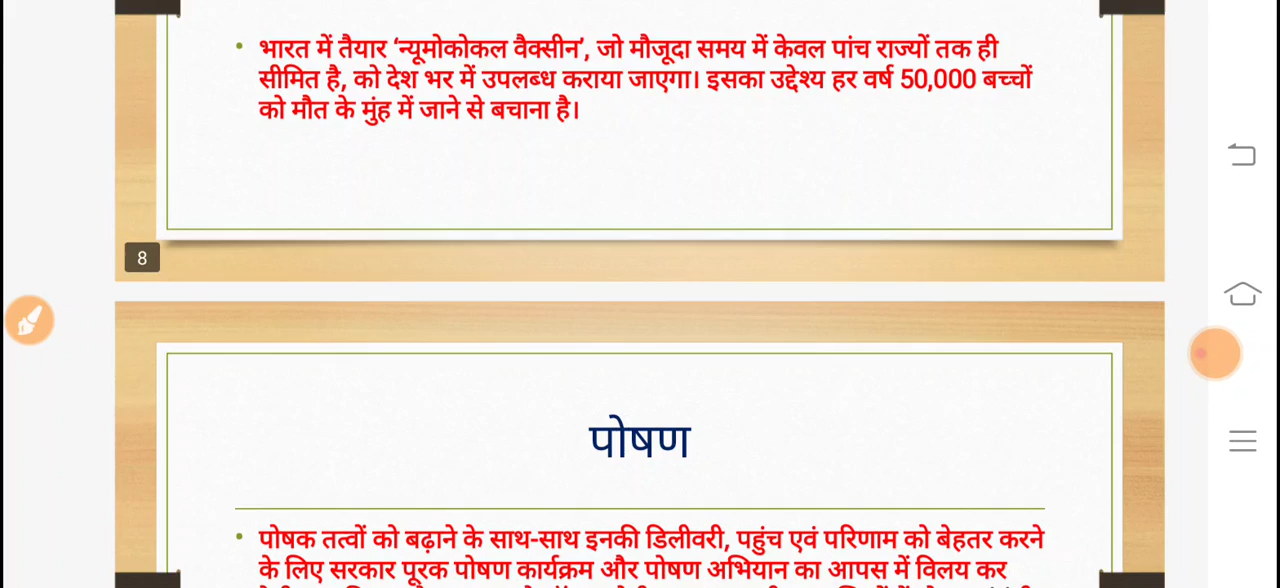 • भारत में तैयार ‘न्यूमोकोकल वैक्सीन’, जो मौजूदा समय में केवल पांच राज्यों तक ही
सीमित है, को देश भर में उपलब्ध कराया जाएगा। इसका उद्देश्य हर वर्ष 50,000 बच्चों
को मौत के मुंह में जाने से बचाना है।
8
पोषण
• पोषक तत्वों को बढ़ाने के साथ-साथ इनकी डिलीवरी, पहुंच एवं परिणाम को बेहतर करने
के लिए सरकार पूरक पोषण कार्यक्रम और पोषण अभियान का आपस में विलय कर